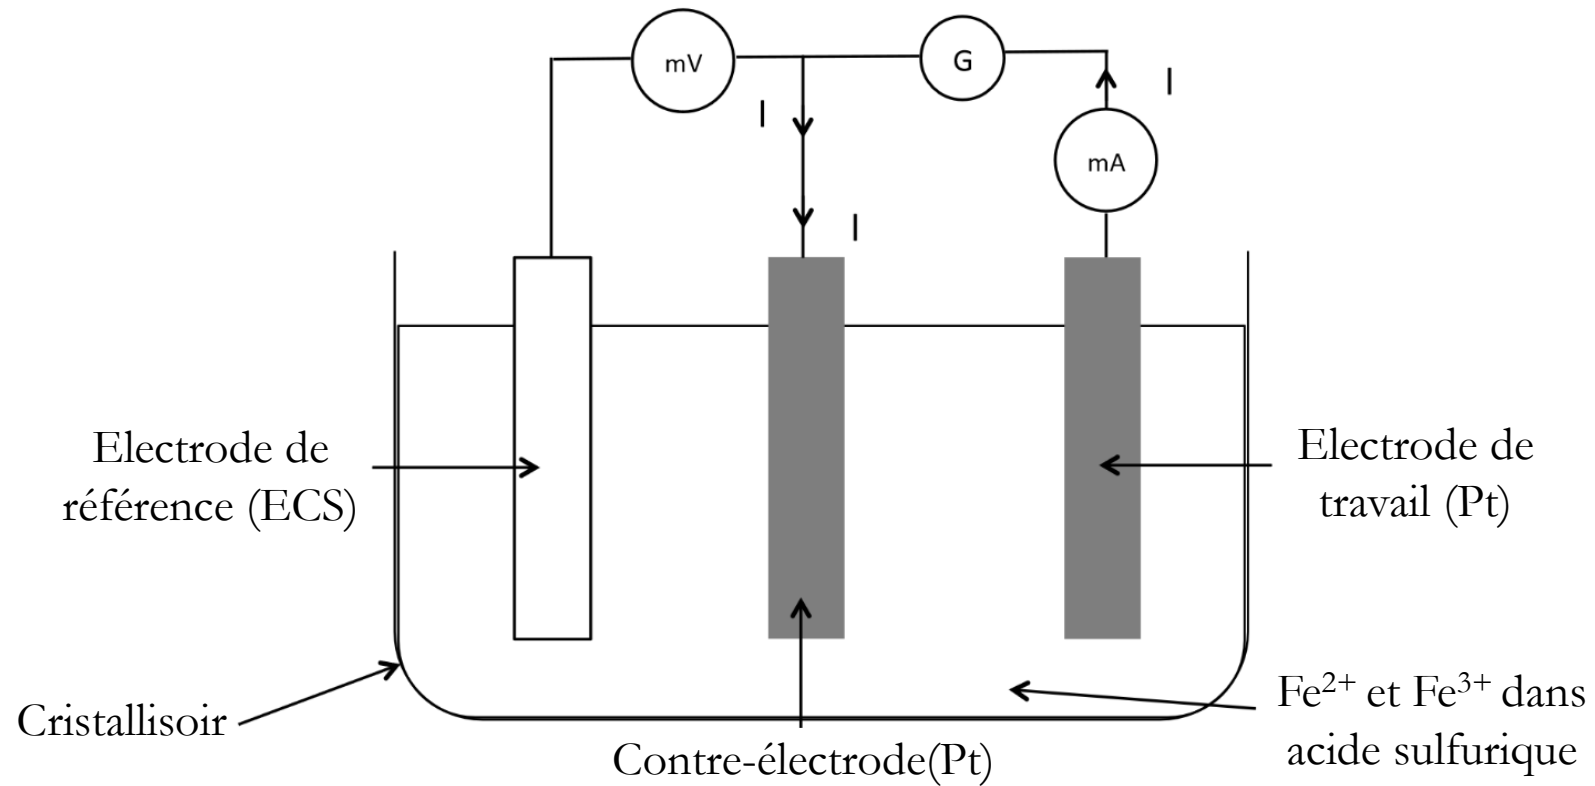 mV
G
I
I
mA
I
Electrode de
référence (ECS)
Electrode de
travail (Pt)
Cristallisoir
Fe²⁺ et Fe³⁺ dans
acide sulfurique
Contre-électrode(Pt)